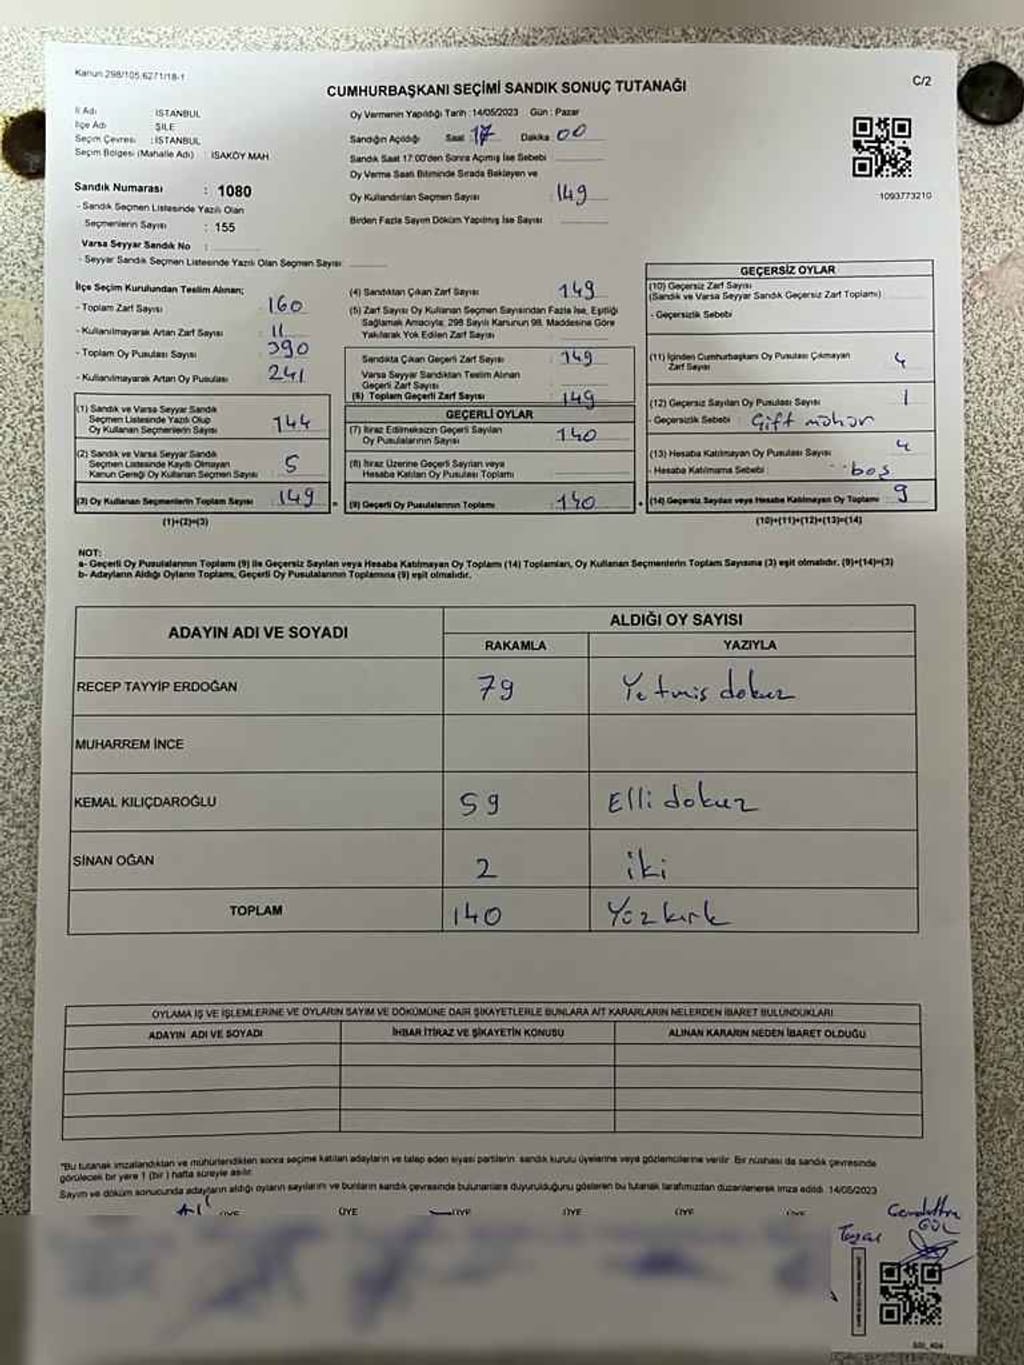 Kanun 298/105,6271/18-1
CUMHURBAŞKANI SEÇİMİ SANDIK SONUÇ TUTANAĞI
C/2
İl Adı : İSTANBUL
İlçe Adı ŞİLE
Seçim Çevresi : İSTANBUL
Seçim Bölgesi (Mahalle Adı) : İSAKÖY MAH.
Sandık Numarası : 1080
- Sandık Seçmen Listesinde Yazılı Olan
Seçmenlerin Sayısı : 155
Varsa Seyyar Sandık No :
- Seyyar Sandık Seçmen Listesinde Yazılı Olan Seçmen Sayısı:
Oy Vermenin Yapıldığı Tarih :14/05/2023 Gün : Pazar
Sandığın Açıldığı Saat :17 Dakika 00
Sandık Saat 17:00'den Sonra Açılmış İse Sebebi
Oy Verme Saati Bitiminde Sırada Bekleyen ve
Oy Kullandırılan Seçmen Sayısı : 149
Birden Fazla Sayım Döküm Yapılmış İse Sayısı
1093773210
İlçe Seçim Kurulundan Teslim Alınan;
- Toplam Zarf Sayısı : 160
- Kullanılmayarak Artan Zarf Sayısı : 11
- Toplam Oy Pusulası Sayısı 390
- Kullanılmayarak Artan Oy Pusulası 241
(1) Sandık ve Varsa Seyyar Sandık
Seçmen Listesinde Yazılı Olup
Oy Kullanan Seçmenlerin Sayısı 144
(2) Sandık ve Varsa Seyyar Sandık
Seçmen Listesinde Kayıtlı Olmayan
Kanun Gereği Oy Kullanan Seçmen Sayısı 5
(3) Oy Kullanan Seçmenlerin Toplam Sayısı : 149
(1)+(2)=(3)
(4) Sandıktan Çıkan Zarf Sayısı : 149
(5) Zarf Sayısı Oy Kullanan Seçmen Sayısından Fazla İse, Eşitliği
Sağlamak Amacıyla; 298 Sayılı Kanunun 98. Maddesine Göre
Yakılarak Yok Edilen Zarf Sayısı
Sandıkta Çıkan Geçerli Zarf Sayısı : 149
Varsa Seyyar Sandıktan Teslim Alınan
Geçerli Zarf Sayısı
(6) Toplam Geçerli Zarf Sayısı : 149
GEÇERLİ OYLAR
(7) İtiraz Edilmeksizin Geçerli Sayılan
Oy Pusulalarının Sayısı : 140
(8) İtiraz Üzerine Geçerli Sayılan veya
Hesaba Katılan Oy Pusulası Toplamı
(9) Geçerli Oy Pusulalarının Toplamı : 140
GEÇERSİZ OYLAR
(10) Geçersiz Zarf Sayısı
(Sandık ve Varsa Seyyar Sandık Geçersiz Zarf Toplamı)
- Geçersizlik Sebebi
(11) İçinden Cumhurbaşkanı Oy Pusulası Çıkmayan
Zarf Sayısı 4
(12) Geçersiz Sayılan Oy Pusulası Sayısı 1
- Geçersizlik Sebebi : Çift mühür
(13) Hesaba Katılmayan Oy Pusulası Sayısı 4
- Hesaba Katılmama Sebebi boş
(14) Geçersiz Sayılan veya Hesaba Katılmayan Oy Toplamı 9
(10)+(11)+(12)+(13)=(14)
NOT:
a- Geçerli Oy Pusulalarının Toplamı (9) ile Geçersiz Sayılan veya Hesaba Katılmayan Oy Toplamı (14) Toplamları, Oy Kullanan Seçmenlerin Toplam Sayısına (3) eşit olmalıdır. (9)+(14)=(3)
b- Adayların Aldığı Oyların Toplamı, Geçerli Oy Pusulalarının Toplamına (9) eşit olmalıdır.
ADAYIN ADI VE SOYADI
ALDIĞI OY SAYISI
RAKAMLA YAZIYLA
RECEP TAYYİP ERDOĞAN 79 Yetmiş dokuz
MUHARREM İNCE
KEMAL KILIÇDAROĞLU 59 Elli dokuz
SİNAN OĞAN 2 iki
TOPLAM 140 Yüz kırk
OYLAMA İŞ VE İŞLEMLERİNE VE OYLARIN SAYIM VE DÖKÜMÜNE DAİR ŞİKAYETLERLE BUNLARA AİT KARARLARIN NELERDEN İBARET BULUNDUKLARI
ADAYIN ADI VE SOYADI İHBAR İTİRAZ VE ŞİKAYETİN KONUSU ALINAN KARARIN NEDEN İBARET OLDUĞU
"Bu tutanak imzalandıktan ve mühürlendikten sonra seçime katılan adayların ve talep eden siyasi partilerin sandık kurulu üyelerine veya gözlemcilerine verilir. Bir nüshası da sandık çevresinde
görülecek bir yere 1 (bir) hafta süreyle asılır.
Sayım ve döküm sonucunda adayların aldığı oyların sayılarını ve bunların sandık çevresinde bulunanlara duyurulduğunu gösteren bu tutanak tarafımızdan düzenlenerek imza edildi. 14/05/2023
ÜYE ÜYE ÜYE ÜYE ÜYE ÜYE
GÜL